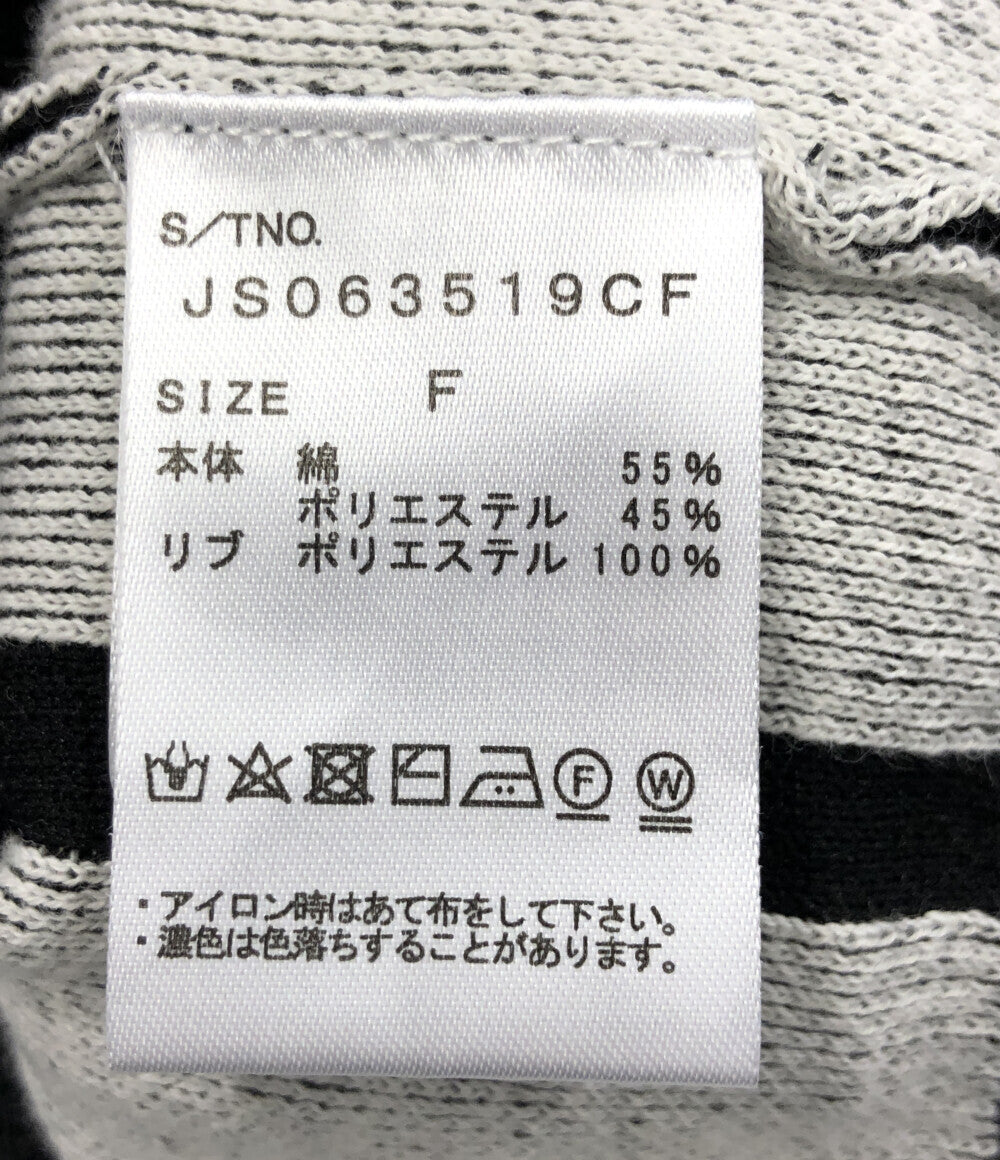 S/TNO.
JS063519CF
SIZE F
本体 綿 55%
ポリエステル 45%
リブ ポリエステル 100%
F W
・アイロン時はあて布をして下さい。
・濃色は色落ちすることがあります。